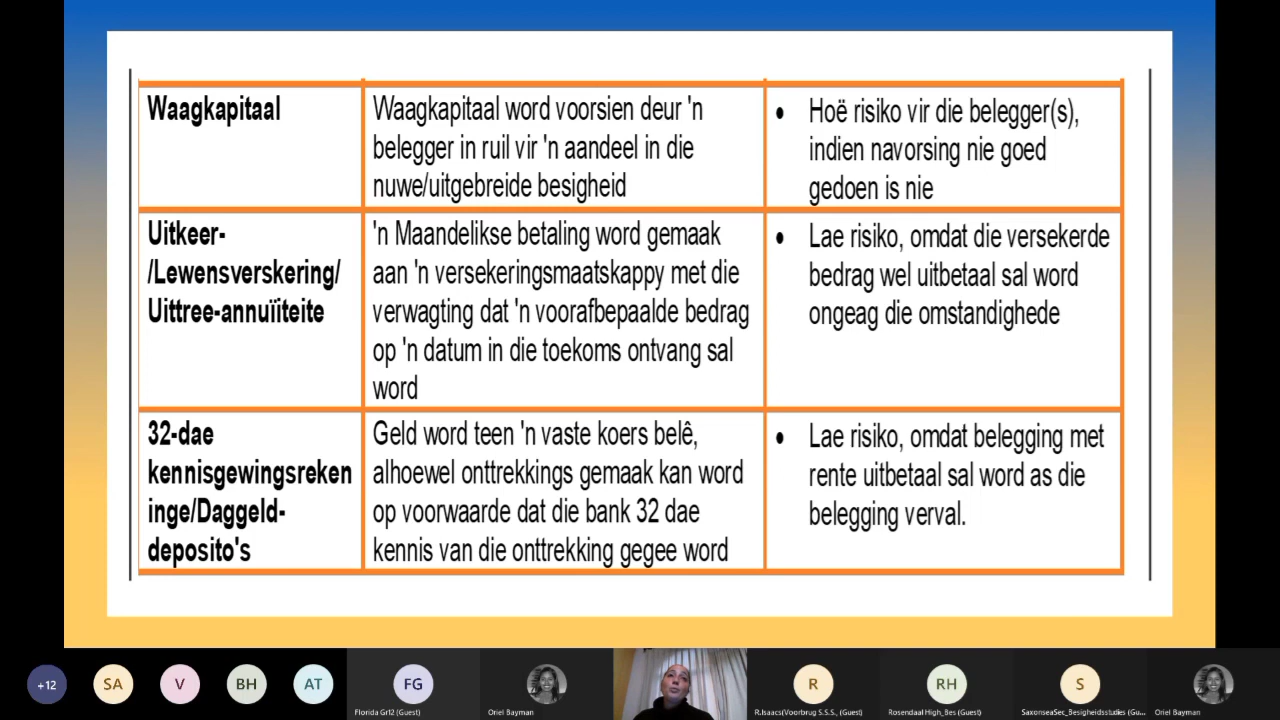 Waagkapitaal
Waagkapitaal word voorsien deur 'n
belegger in ruil vir 'n aandeel in die
nuwe/uitgebreide besigheid
• Hoë risiko vir die belegger(s),
indien navorsing nie goed
gedoen is nie
Uitkeer-
/Lewensverskering/
Uittree-annuïiteite
'n Maandelikse betaling word gemaak
aan 'n versekeringsmaatskappy met die
verwagting dat 'n voorafbepaalde bedrag
op 'n datum in die toekoms ontvang sal
word
• Lae risiko, omdat die versekerde
bedrag wel uitbetaal sal word
ongeag die omstandighede
32-dae
kennisgewingsreken
inge/Daggeld-
deposito's
Geld word teen 'n vaste koers belê,
alhoewel onttrekkings gemaak kan word
op voorwaarde dat die bank 32 dae
kennis van die onttrekking gegee word
• Lae risiko, omdat belegging met
rente uitbetaal sal word as die
belegging verval.
+12
SA
V
BH
AT
FG
Florida Gr12 (Guest)
Oriel Bayman
R
R.Isaacs(Voorbrug S.S.S., (Guest)
RH
Rosendaal High_Bes (Guest)
S
SaxonseaSec_Besigheidsstudies (Gu...
Oriel Bayman